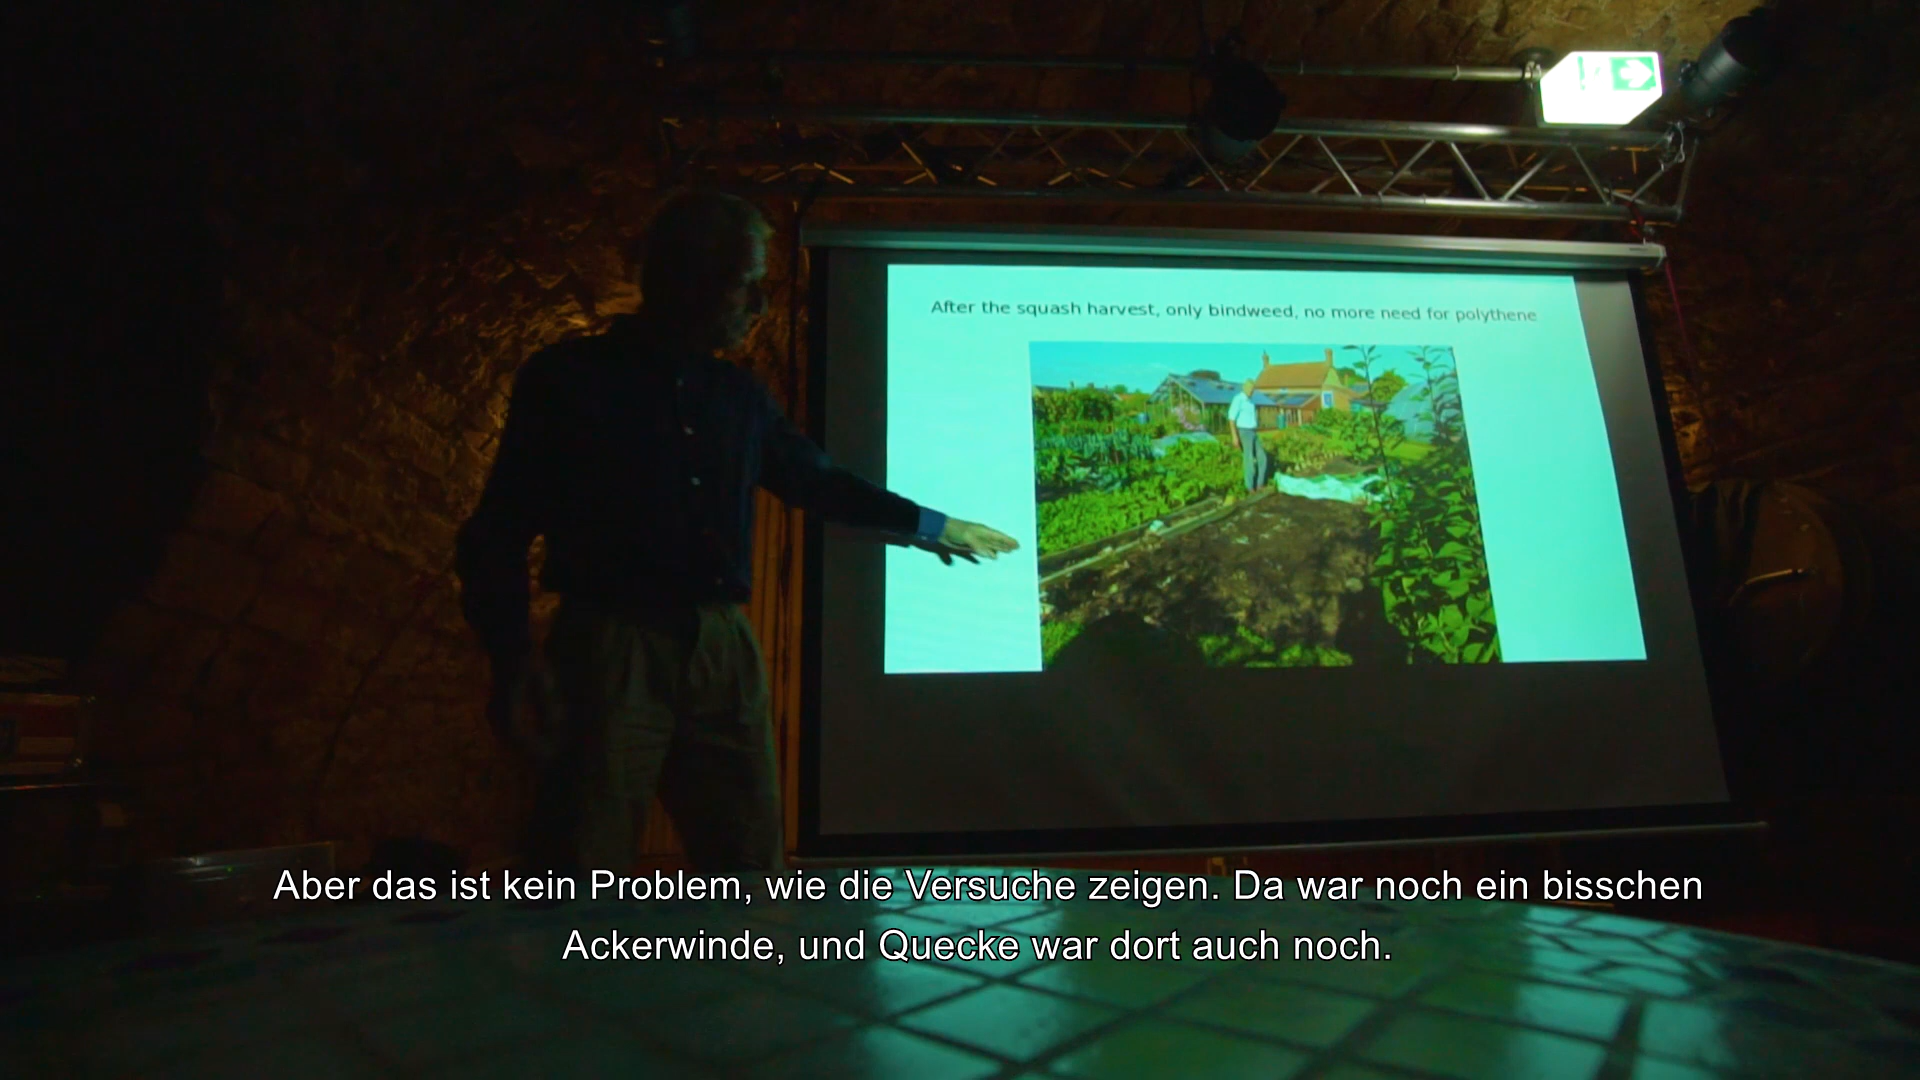 After the squash harvest, only bindweed, no more need for polythene
Aber das ist kein Problem, wie die Versuche zeigen. Da war noch ein bisschen
Ackerwinde, und Quecke war dort auch noch.